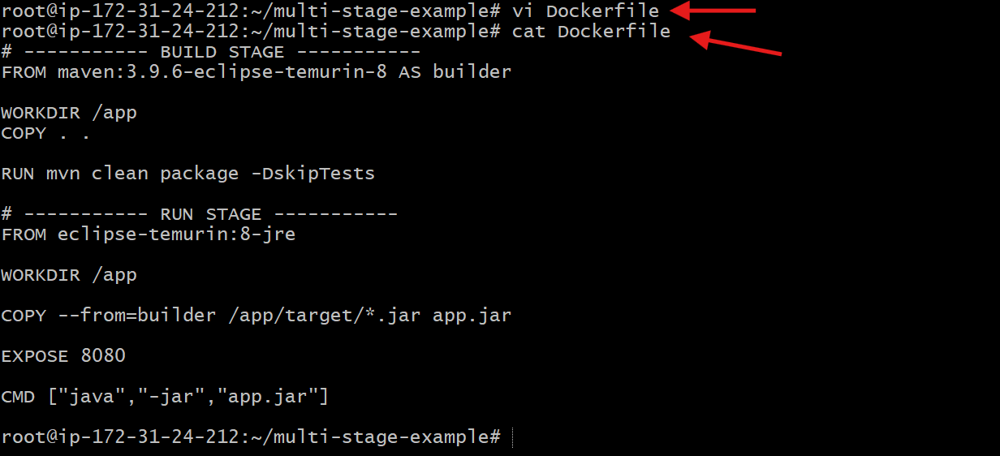 root@ip-172-31-24-212:~/multi-stage-example# vi Dockerfile
root@ip-172-31-24-212:~/multi-stage-example# cat Dockerfile
# ----------- BUILD STAGE -----------
FROM maven:3.9.6-eclipse-temurin-8 AS builder
WORKDIR /app
COPY . .
RUN mvn clean package -DskipTests
# ----------- RUN STAGE -----------
FROM eclipse-temurin:8-jre
WORKDIR /app
COPY --from=builder /app/target/*.jar app.jar
EXPOSE 8080
CMD ["java","-jar","app.jar"]
root@ip-172-31-24-212:~/multi-stage-example#